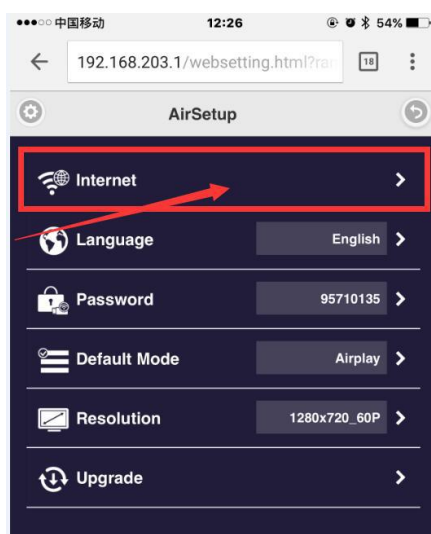 中国移动 12:26 54%
192.168.203.1/websetting.html?ra 18
AirSetup
Internet
Language English
Password 95710135
Default Mode Airplay
Resolution 1280x720_60P
Upgrade